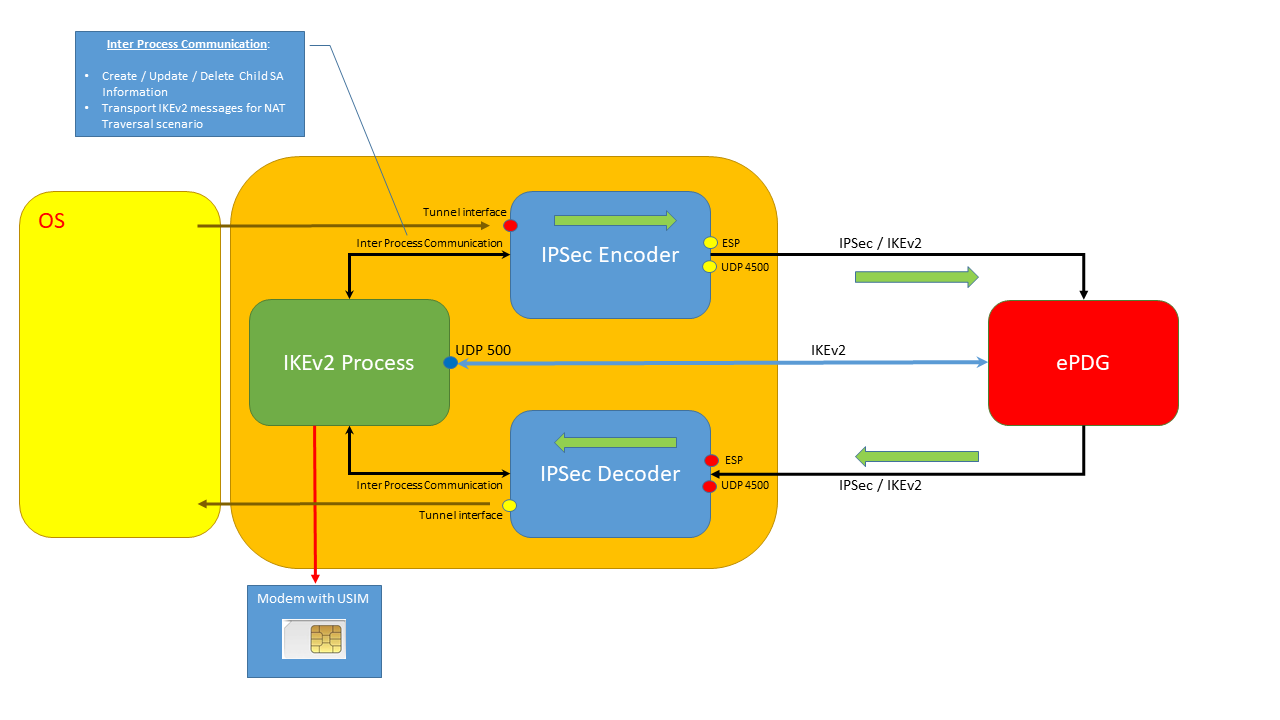 Inter Process Communication:
• Create / Update / Delete Child SA
Information
• Transport IKEv2 messages for NAT
Traversal scenario
OS
Tunnel interface
Inter Process Communication
IPSec Encoder
ESP
UDP 4500
IPSec / IKEv2
IKEv2 Process
UDP 500
IKEv2
ePDG
IPSec Decoder
ESP
UDP 4500
IPSec / IKEv2
Inter Process Communication
Tunnel interface
Modem with USIM